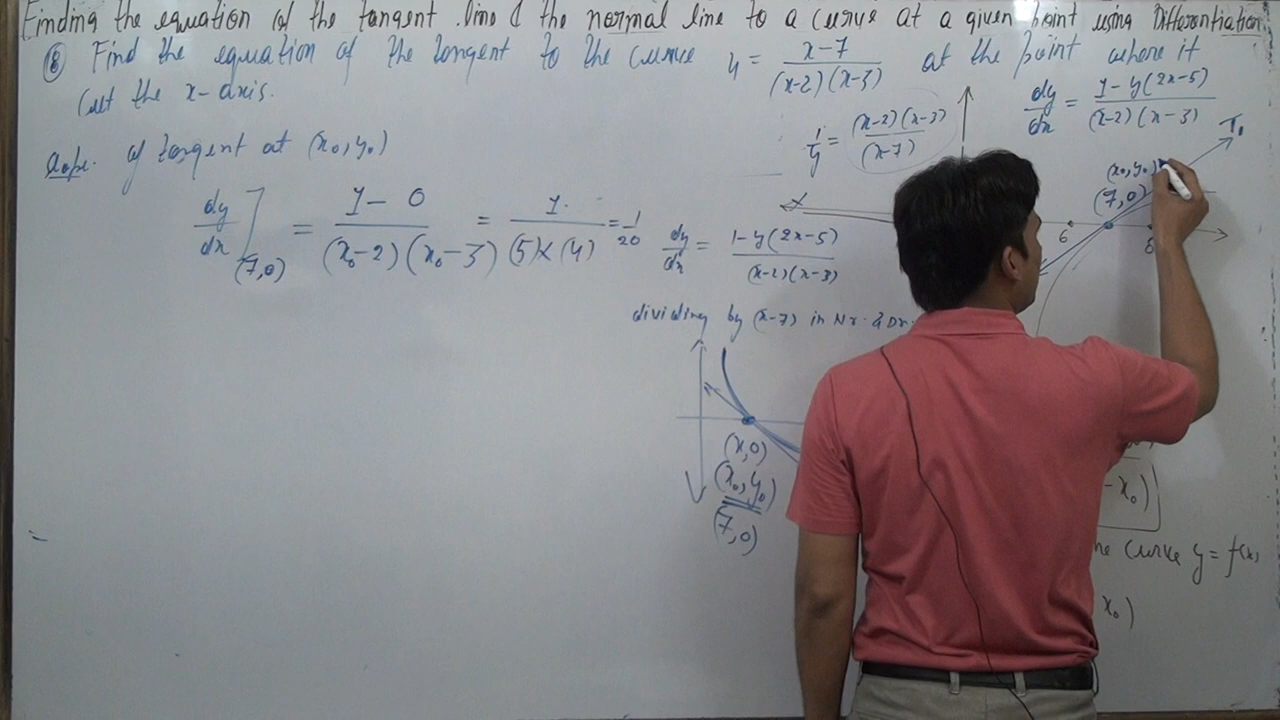 Finding the equation of the tangent line & the normal line to a curve at a given point using Differentiation
⑧ Find the equation of the tangent to the curve y = (x-7)/((x-2)(x-3)) at the point where it
cut the x-axis.
dy/dx = (1-y(2x-5))/((x-2)(x-3))
1/y = ((x-2)(x-3))/(x-7)
T₁
Slope of tangent at (x₀,y₀)
(x₀,y₀)
(7,0)
dy/dx](7,0) = (1-0)/((x₀-2)(x₀-3)) = 1/((5)×(4)) = 1/20
6
8
dy/dx = (1-y(2x-5))/((x-2)(x-3))
dividing by (x-7) in Nr. & Dr.
(x,0)
(x₀,y₀)
(7,0)
-x₀)
curve y = f(x)
x₀)
=